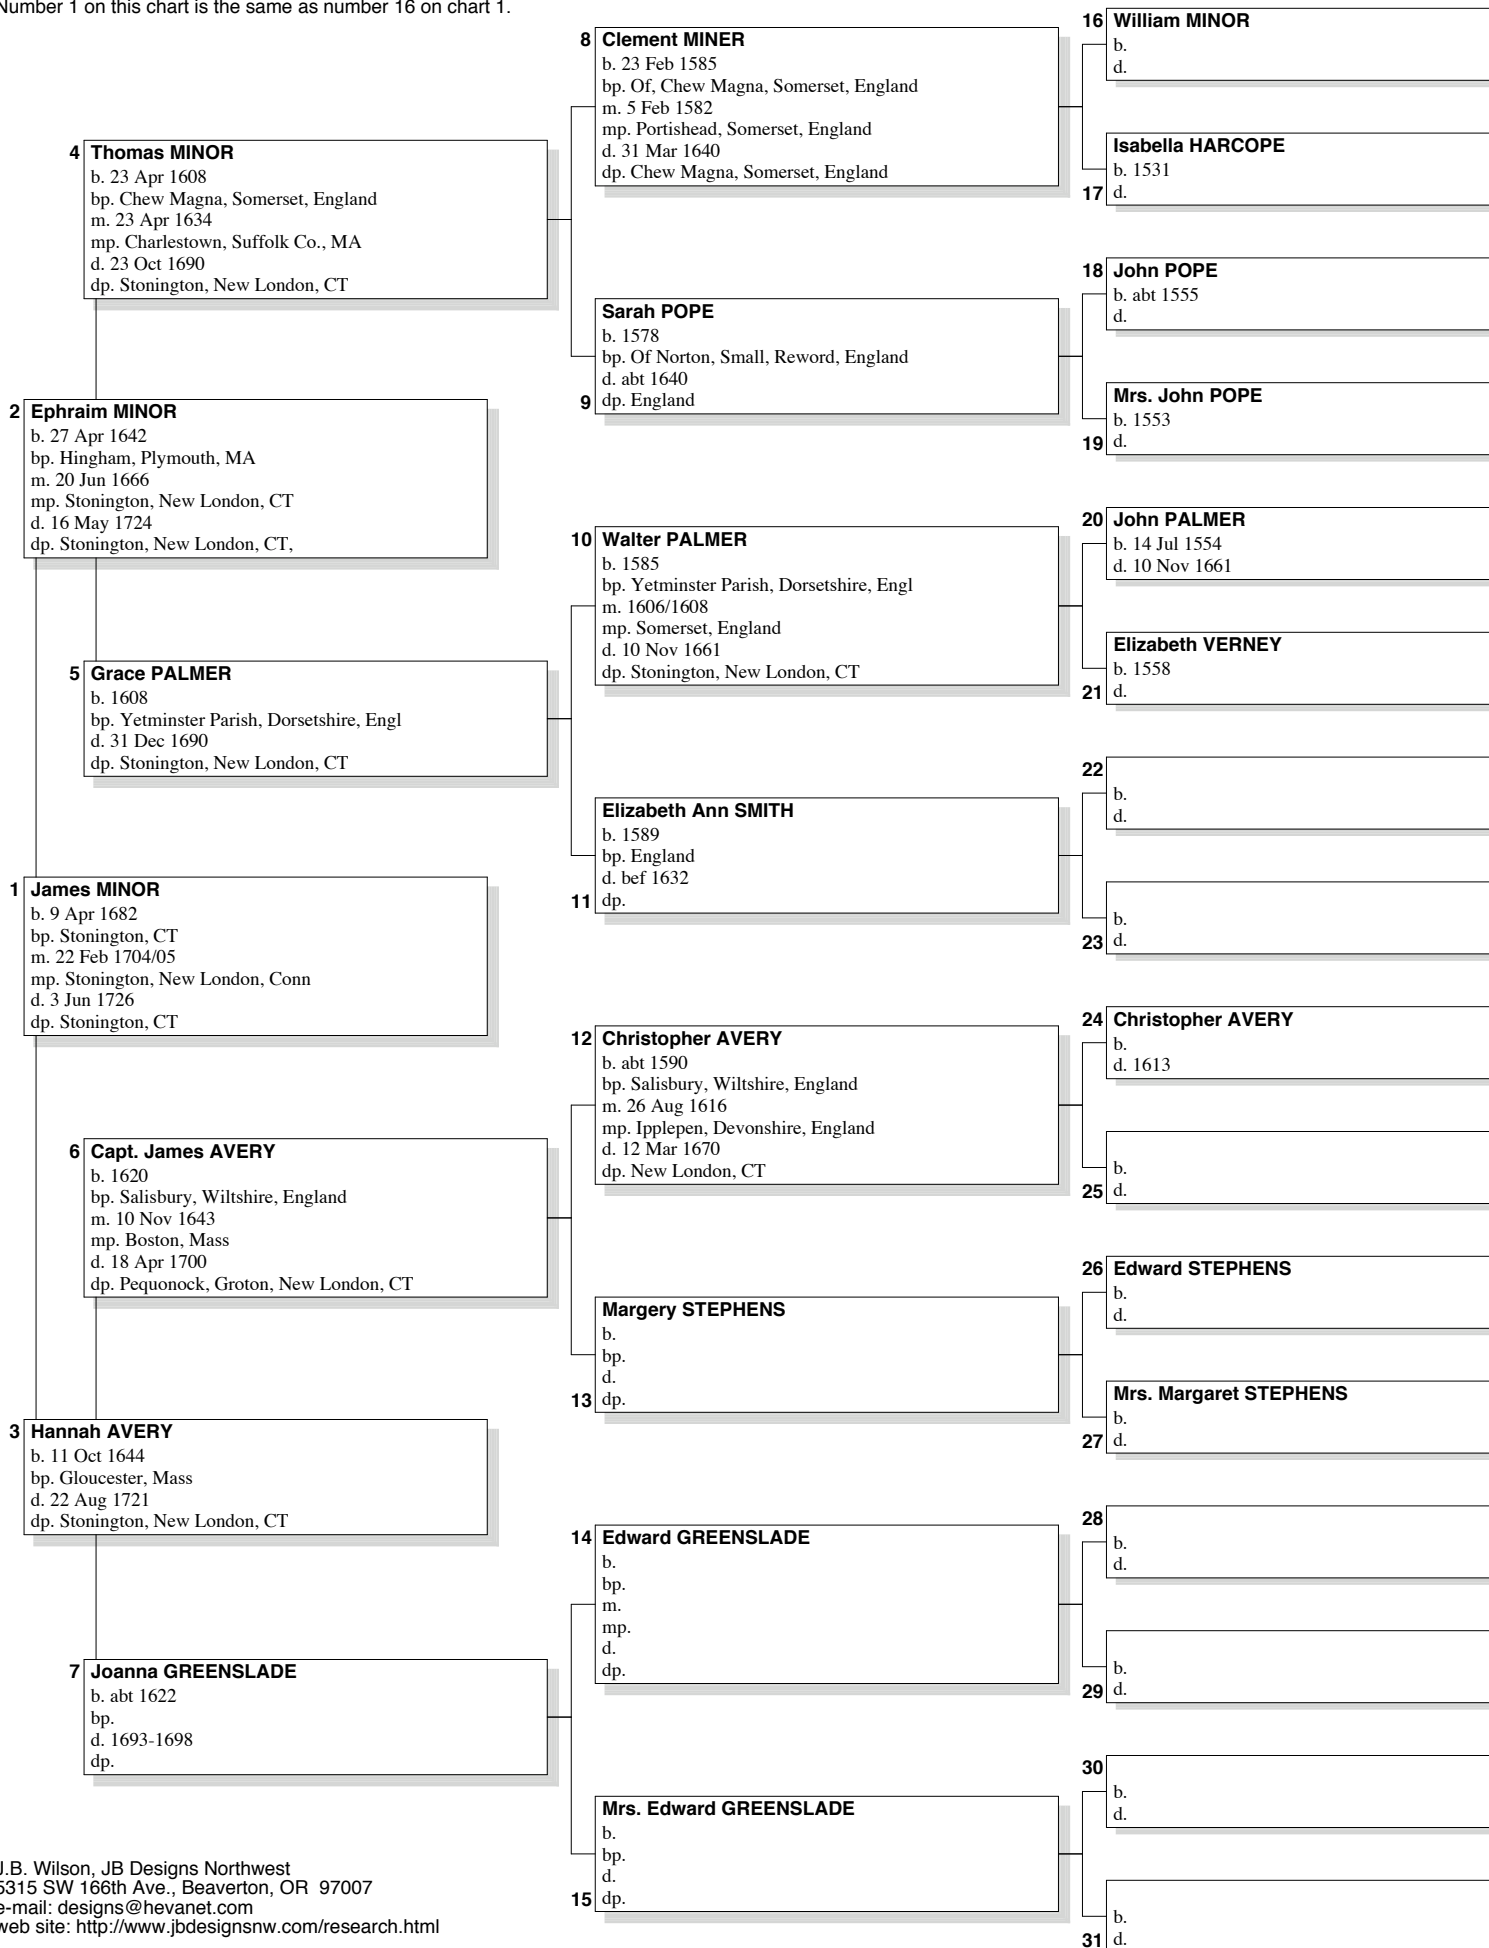 Number 1 on this chart is the same as number 16 on chart 1.
1 James MINOR
b. 9 Apr 1682
bp. Stonington, CT
m. 22 Feb 1704/05
mp. Stonington, New London, Conn
d. 3 Jun 1726
dp. Stonington, CT
2 Ephraim MINOR
b. 27 Apr 1642
bp. Hingham, Plymouth, MA
m. 20 Jun 1666
mp. Stonington, New London, CT
d. 16 May 1724
dp. Stonington, New London, CT,
3 Hannah AVERY
b. 11 Oct 1644
bp. Gloucester, Mass
d. 22 Aug 1721
dp. Stonington, New London, CT
4 Thomas MINOR
b. 23 Apr 1608
bp. Chew Magna, Somerset, England
m. 23 Apr 1634
mp. Charlestown, Suffolk Co., MA
d. 23 Oct 1690
dp. Stonington, New London, CT
5 Grace PALMER
b. 1608
bp. Yetminster Parish, Dorsetshire, Engl
d. 31 Dec 1690
dp. Stonington, New London, CT
6 Capt. James AVERY
b. 1620
bp. Salisbury, Wiltshire, England
m. 10 Nov 1643
mp. Boston, Mass
d. 18 Apr 1700
dp. Pequonock, Groton, New London, CT
7 Joanna GREENSLADE
b. abt 1622
bp.
d. 1693-1698
dp.
8 Clement MINER
b. 23 Feb 1585
bp. Of, Chew Magna, Somerset, England
m. 5 Feb 1582
mp. Portishead, Somerset, England
d. 31 Mar 1640
dp. Chew Magna, Somerset, England
Sarah POPE
b. 1578
bp. Of Norton, Small, Reword, England
d. abt 1640
9 dp. England
10 Walter PALMER
b. 1585
bp. Yetminster Parish, Dorsetshire, Engl
m. 1606/1608
mp. Somerset, England
d. 10 Nov 1661
dp. Stonington, New London, CT
Elizabeth Ann SMITH
b. 1589
bp. England
d. bef 1632
11 dp.
12 Christopher AVERY
b. abt 1590
bp. Salisbury, Wiltshire, England
m. 26 Aug 1616
mp. Ipplepen, Devonshire, England
d. 12 Mar 1670
dp. New London, CT
Margery STEPHENS
b.
bp.
d.
13 dp.
14 Edward GREENSLADE
b.
bp.
m.
mp.
d.
dp.
Mrs. Edward GREENSLADE
b.
bp.
d.
15 dp.
16 William MINOR
b.
d.
Isabella HARCOPE
b. 1531
17 d.
18 John POPE
b. abt 1555
d.
Mrs. John POPE
b. 1553
19 d.
20 John PALMER
b. 14 Jul 1554
d. 10 Nov 1661
Elizabeth VERNEY
b. 1558
21 d.
22
b.
d.
b.
23 d.
24 Christopher AVERY
b.
d. 1613
b.
25 d.
26 Edward STEPHENS
b.
d.
Mrs. Margaret STEPHENS
b.
27 d.
28
b.
d.
b.
29 d.
30
b.
d.
b.
31 d.
J.B. Wilson, JB Designs Northwest
5315 SW 166th Ave., Beaverton, OR 97007
e-mail: designs@hevanet.com
web site: http://www.jbdesignsnw.com/research.html